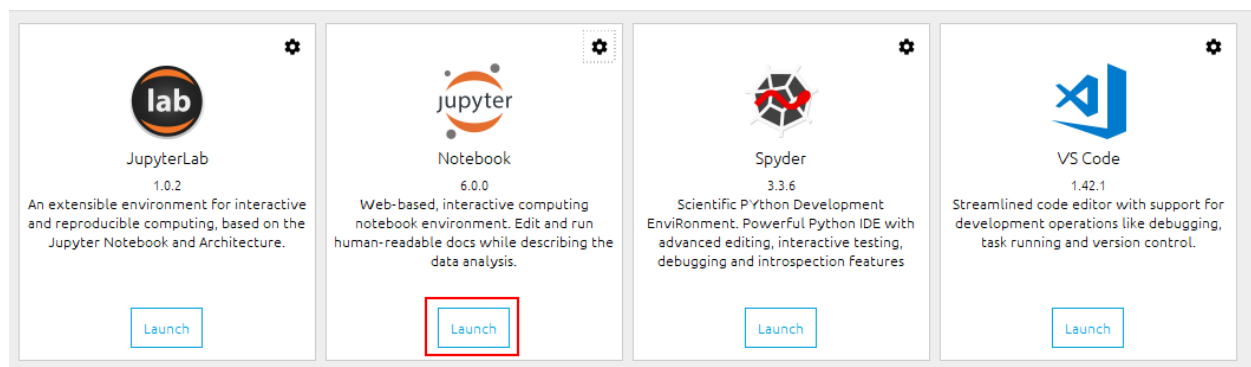 lab
JupyterLab
1.0.2
An extensible environment for interactive
and reproducible computing, based on the
Jupyter Notebook and Architecture.
Launch
jupyter
Notebook
6.0.0
Web-based, interactive computing
notebook environment. Edit and run
human-readable docs while describing the
data analysis.
Launch
Spyder
3.3.6
Scientific PYthon Development
EnviRonment. Powerful Python IDE with
advanced editing, interactive testing,
debugging and introspection features
Launch
VS Code
1.42.1
Streamlined code editor with support for
development operations like debugging,
task running and version control.
Launch